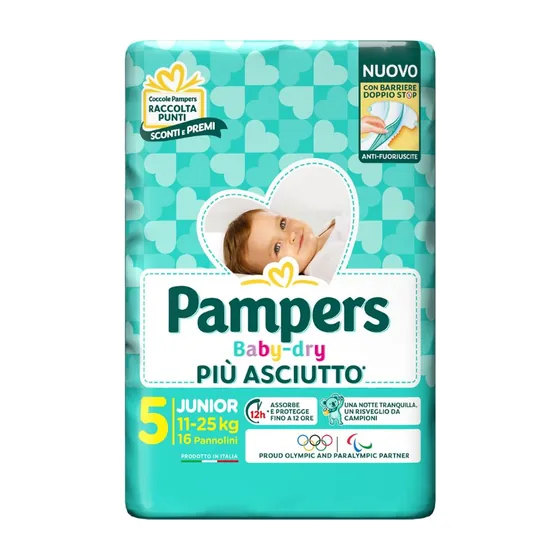 Coccole Pampers
RACCOLTA
PUNTI
SCONTI e PREMI
NUOVO
CON BARRIERE
DOPPIO STOP
ANTI-FUORIUSCITE
Pampers
Baby-dry
PIÙ ASCIUTTO*
5
JUNIOR
11-25 kg
16 Pannolini
PRODOTTO IN ITALIA
12h
ASSORBE
E PROTEGGE
FINO A 12 ORE
UNA NOTTE TRANQUILLA,
UN RISVEGLIO DA
CAMPIONI
PROUD OLYMPIC AND PARALYMPIC PARTNER